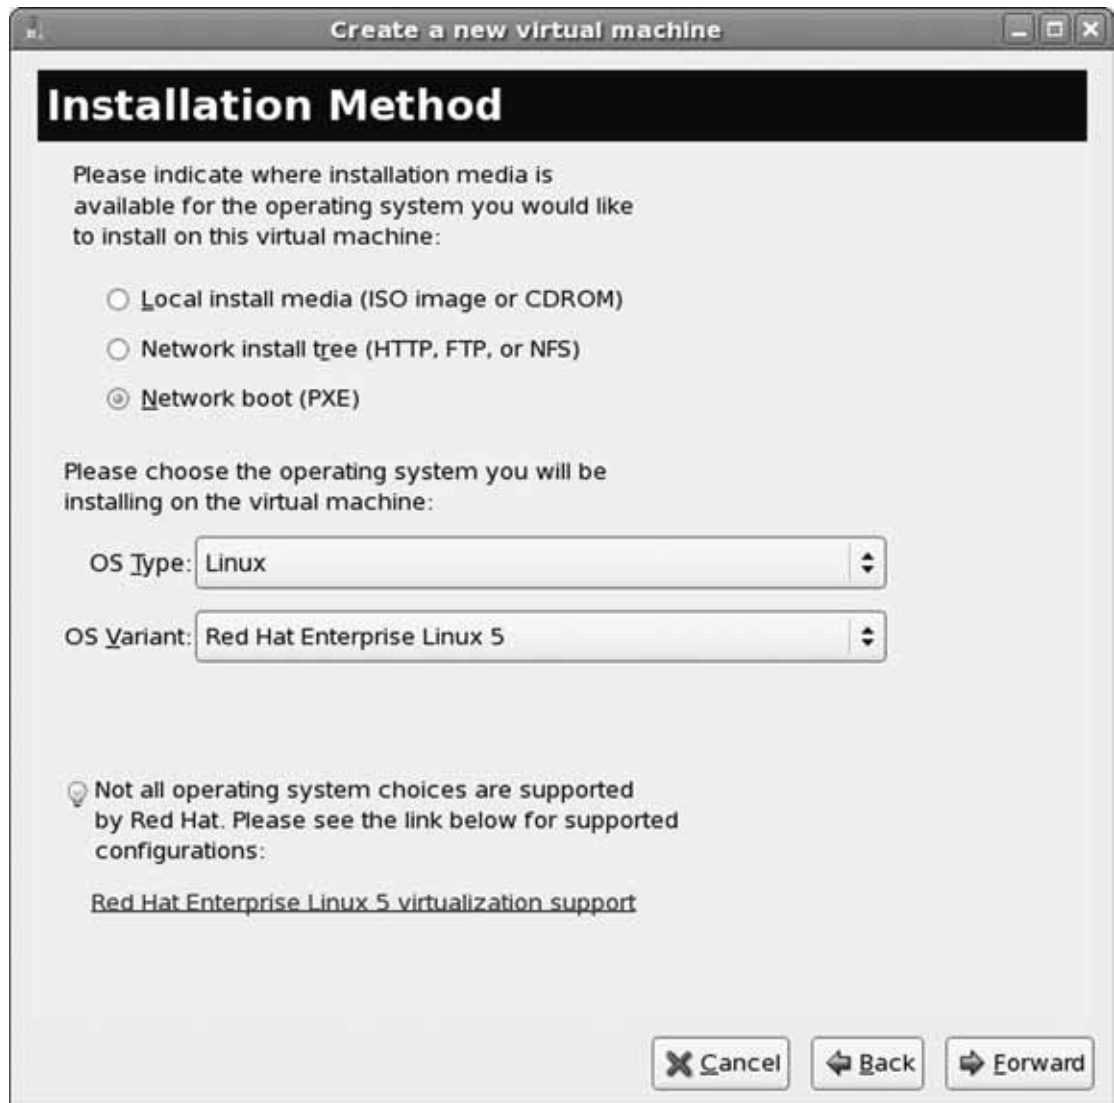 Create a new virtual machine
Installation Method
Please indicate where installation media is
available for the operating system you would like
to install on this virtual machine:
Local install media (ISO image or CDROM)
Network install tree (HTTP, FTP, or NFS)
Network boot (PXE)
Please choose the operating system you will be
installing on the virtual machine:
OS Type: Linux
OS Variant: Red Hat Enterprise Linux 5
Not all operating system choices are supported
by Red Hat. Please see the link below for supported
configurations:
Red Hat Enterprise Linux 5 virtualization support
Cancel Back Forward